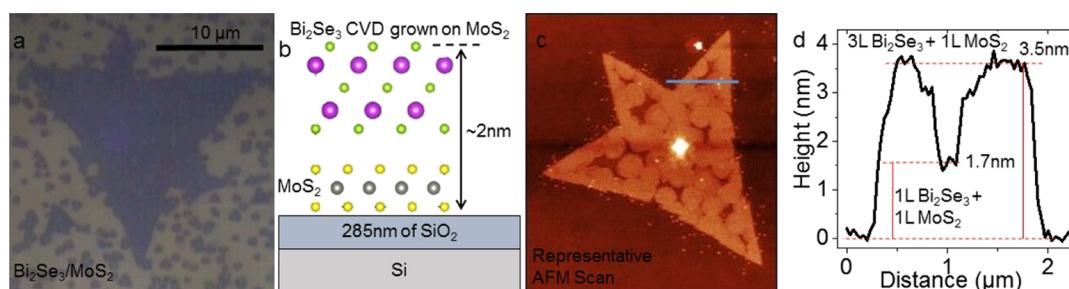 a
10 μm
Bi2Se3/MoS2
Bi2Se3 CVD grown on MoS2
b
~2nm
MoS2
285nm of SiO2
Si
c
Representative
AFM Scan
d
3L Bi2Se3 + 1L MoS2
3.5nm
1.7nm
1L Bi2Se3 +
1L MoS2
Height (nm)
4
3
2
1
0
0
1
2
Distance (μm)